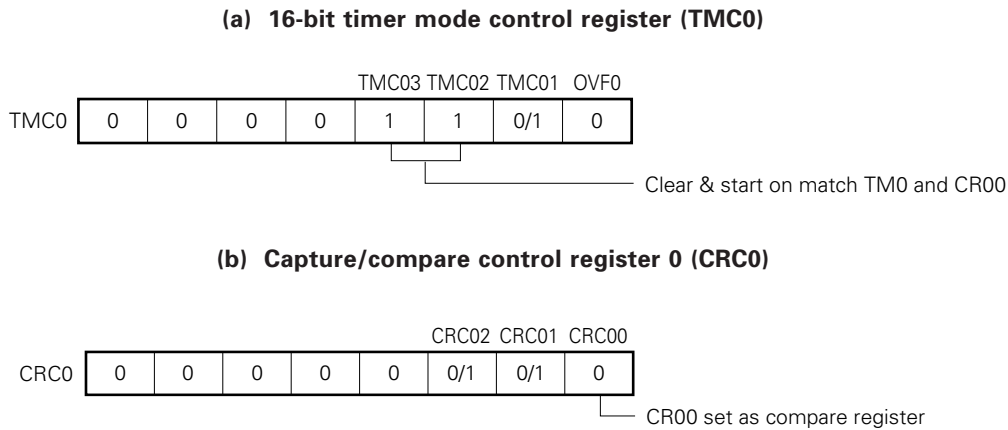 (a) 16-bit timer mode control register (TMC0)
TMC03 TMC02 TMC01 OVF0
TMC0 0 0 0 0 1 1 0/1 0
Clear & start on match TM0 and CR00
(b) Capture/compare control register 0 (CRC0)
CRC02 CRC01 CRC00
CRC0 0 0 0 0 0 0/1 0/1 0
CR00 set as compare register